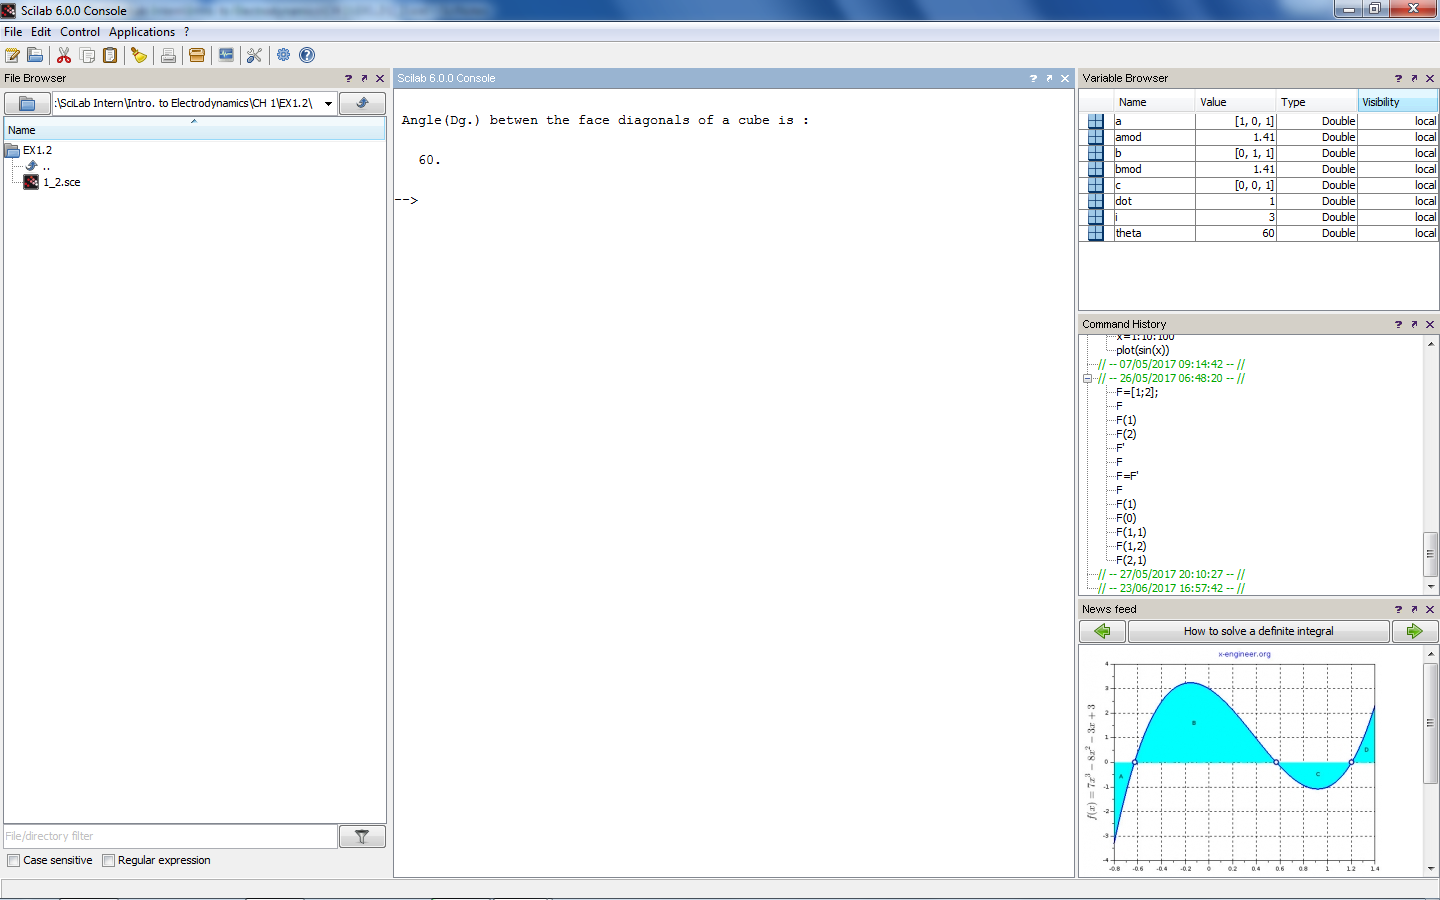 Scilab 6.0.0 Console
File Edit Control Applications ?
File Browser
:\SciLab Intern\Intro. to Electrodynamics\CH 1\EX1.2\
Name
EX1.2
..
1_2.sce
File/directory filter
Case sensitive Regular expression
Scilab 6.0.0 Console
Angle(Dg.) betwen the face diagonals of a cube is :
60.
-->
Variable Browser
Name Value Type Visibility
a [1, 0, 1] Double local
amod 1.41 Double local
b [0, 1, 1] Double local
bmod 1.41 Double local
c [0, 0, 1] Double local
dot 1 Double local
i 3 Double local
theta 60 Double local
Command History
x=1:10:100
plot(sin(x))
// -- 07/05/2017 09:14:42 -- //
// -- 26/05/2017 06:48:20 -- //
F=[1;2];
F
F(1)
F(2)
F'
F
F=F'
F
F(1)
F(0)
F(1,1)
F(1,2)
F(2,1)
// -- 27/05/2017 20:10:27 -- //
// -- 23/06/2017 16:57:42 -- //
News feed
How to solve a definite integral
x-engineer.org
f(x) = 7x³ − 8x² − 3x + 3
4
3
2
1
0
-1
-2
-3
-4
A
B
C
D
-0.8 -0.6 -0.4 -0.2 0 0.2 0.4 0.6 0.8 1 1.2 1.4